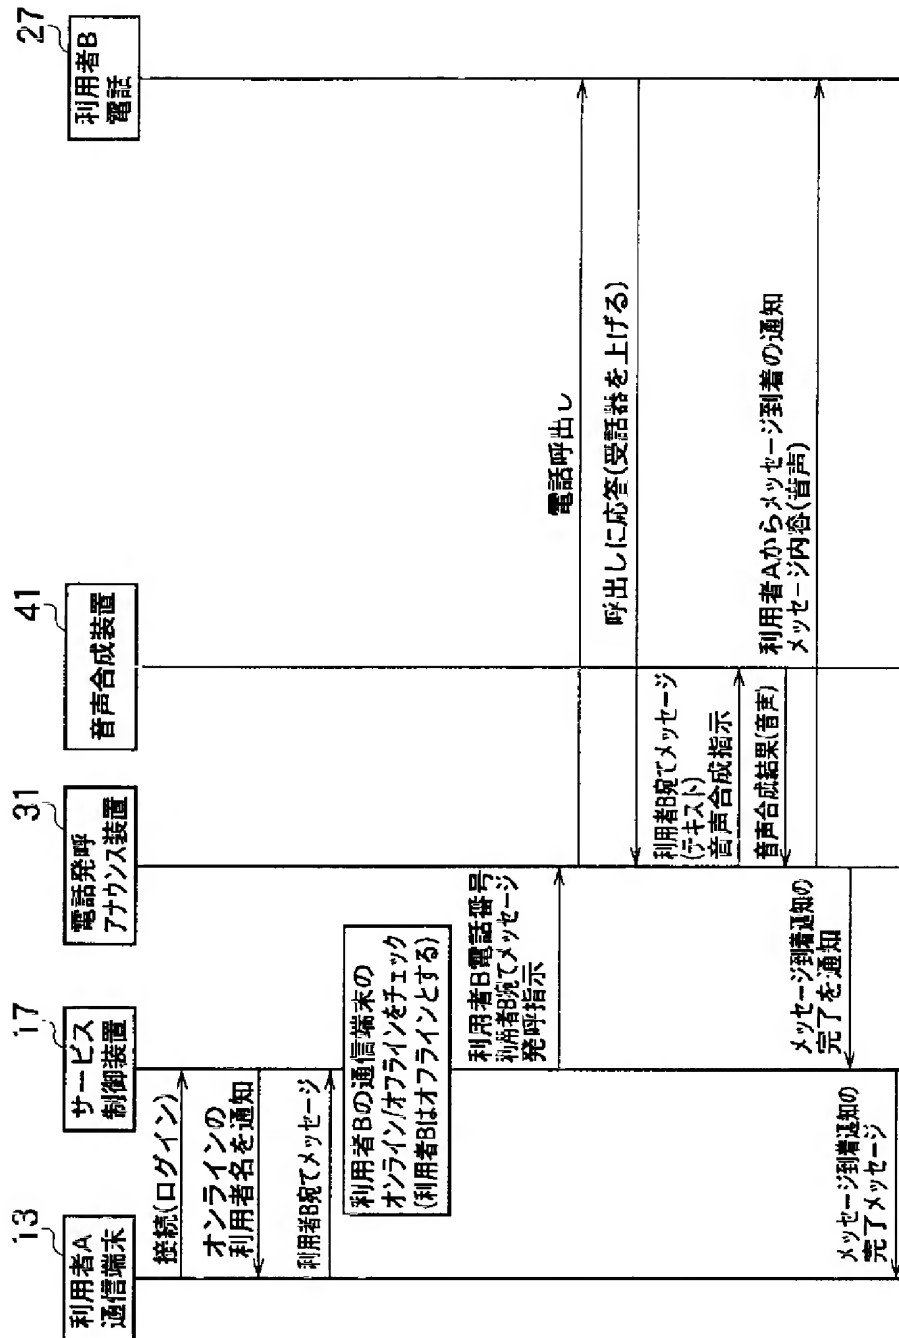 13
利用者A
通信端末
17
サービス
制御装置
31
電話発呼
アナウンス装置
41
音声合成装置
27
利用者B
電話
接続(ログイン)
オンラインの
利用者名を通知
利用者B宛てメッセージ
利用者Bの通信端末の
オンライン/オフラインをチェック
(利用者Bはオフラインとする)
利用者B電話番号
利用者B宛てメッセージ
発呼指示
電話呼出し
呼出しに応答(受話器を上げる)
利用者B宛てメッセージ
(テキスト)
音声合成指示
音声合成結果(音声)
利用者Aからメッセージ到着の通知
メッセージ内容(音声)
メッセージ到着通知の
完了を通知
メッセージ到着通知の
完了メッセージ